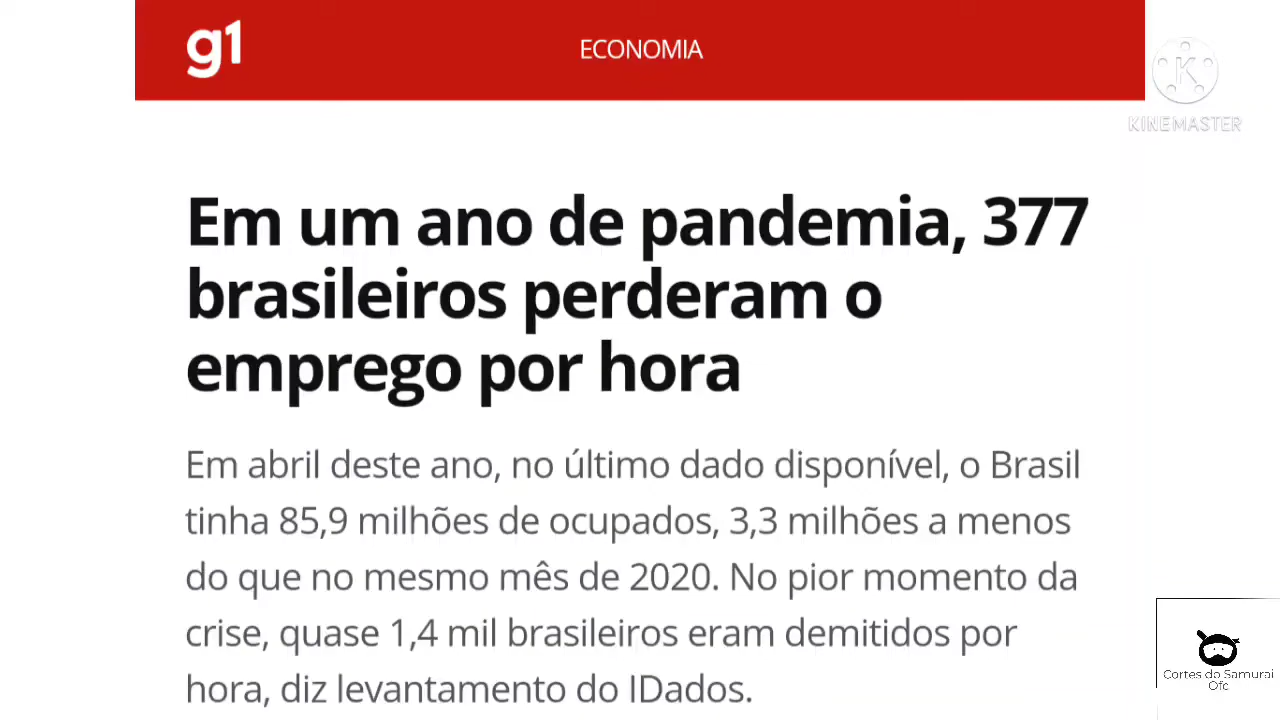 g1
ECONOMIA
KINEMASTER
Em um ano de pandemia, 377
brasileiros perderam o
emprego por hora
Em abril deste ano, no último dado disponível, o Brasil
tinha 85,9 milhões de ocupados, 3,3 milhões a menos
do que no mesmo mês de 2020. No pior momento da
crise, quase 1,4 mil brasileiros eram demitidos por
hora, diz levantamento do IDados.
Cortes do Samurai
Ofc